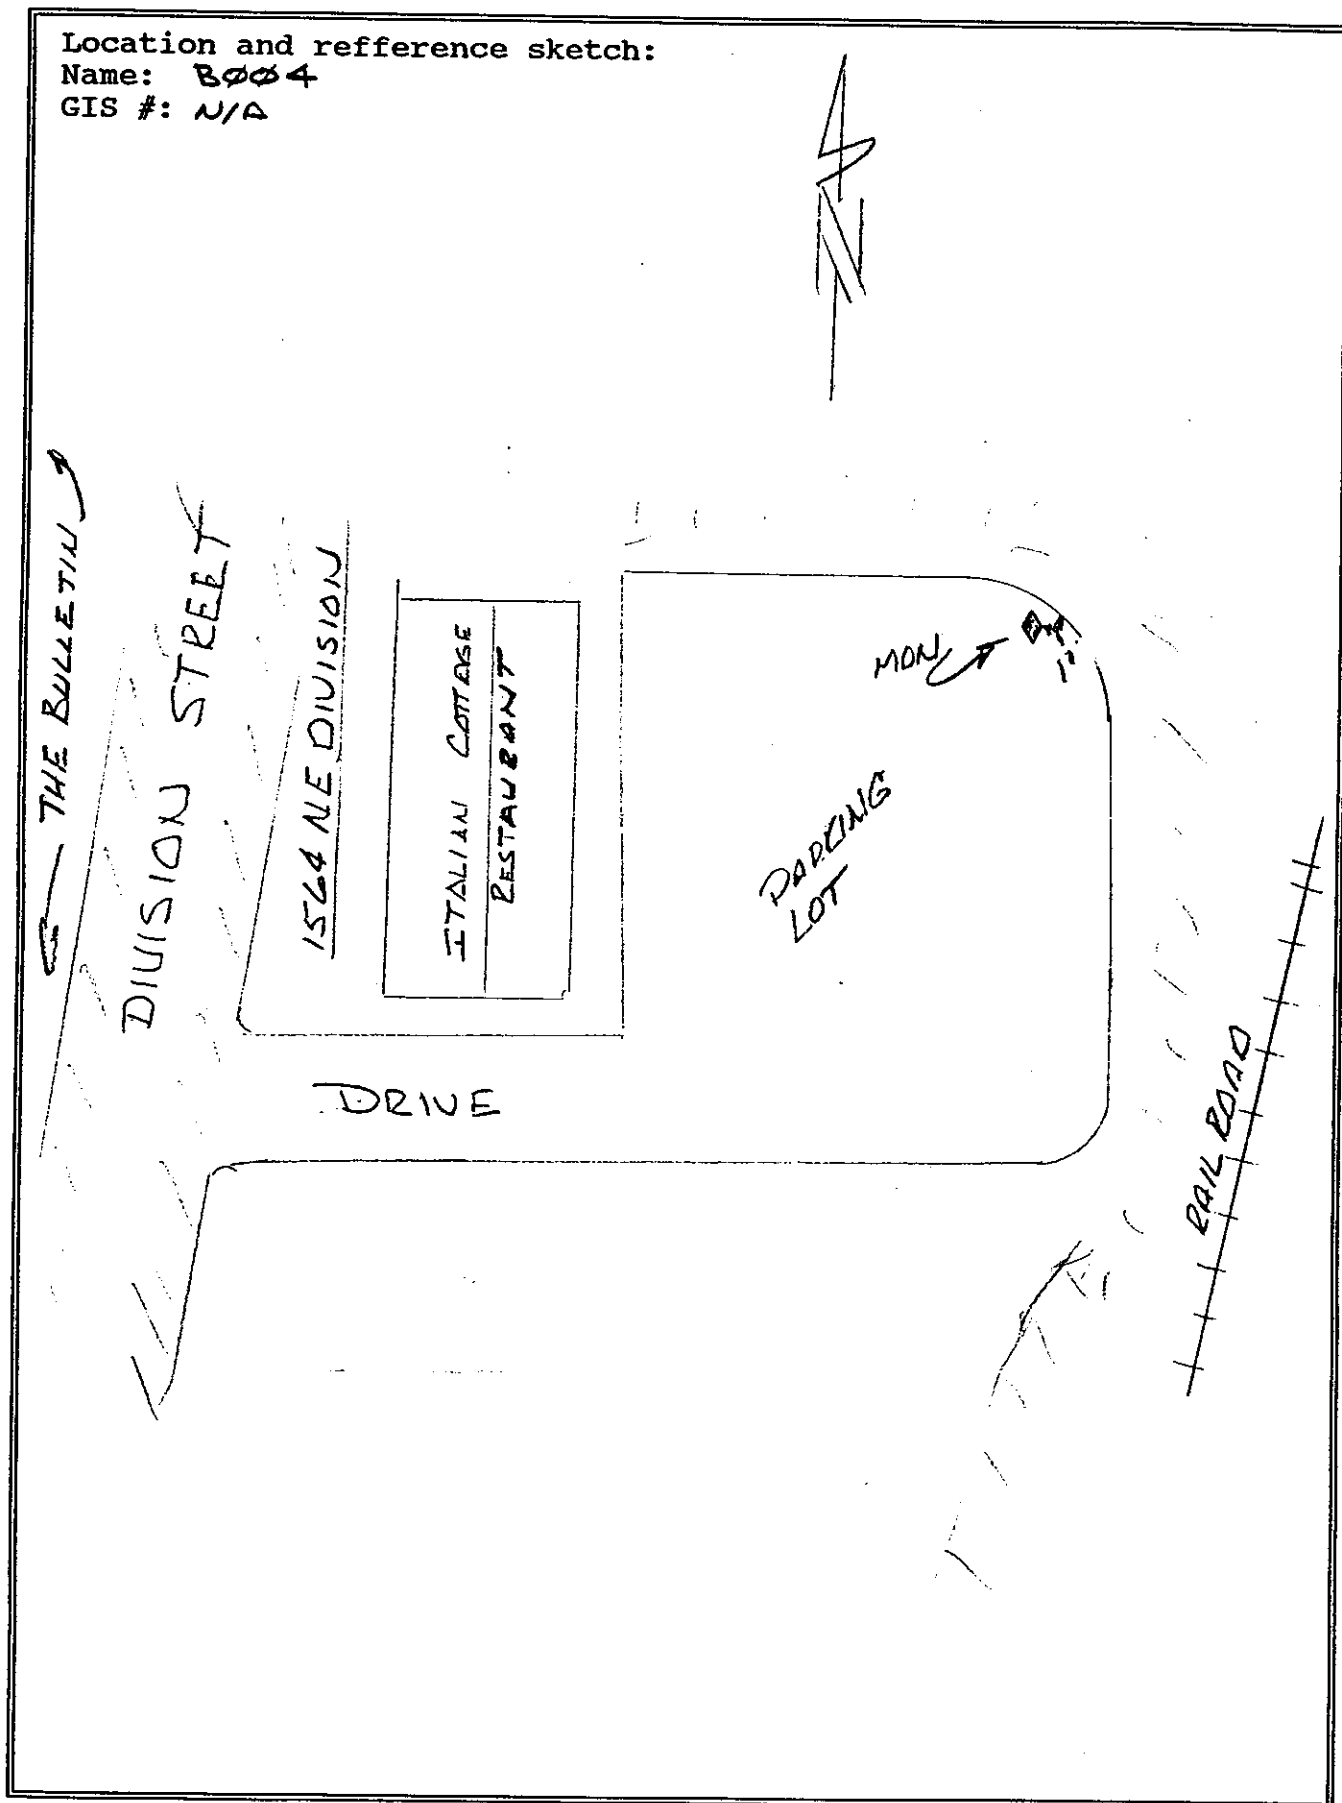 Location and refference sketch:
Name: BØØ4
GIS #: N/A
N
THE BULLETIN
DIVISION STREET
1564 NE DIVISION
ITALIAN COTTAGE
RESTAURANT
MON
1'
PARKING
LOT
DRIVE
RAIL ROAD